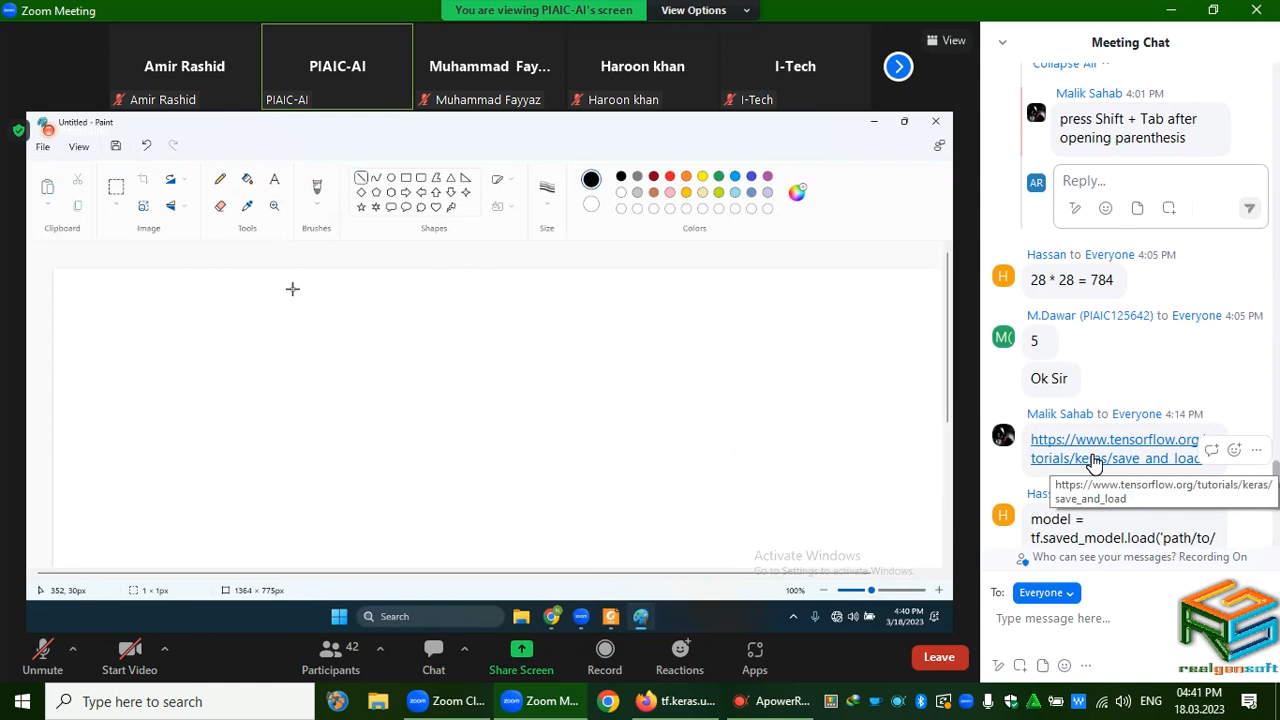 Zoom Meeting
You are viewing PIAIC-AI's screen
View Options
View
Amir Rashid
PIAIC-AI
Muhammad Fay...
Haroon khan
I-Tech
Amir Rashid
PIAIC-AI
Muhammad Fayyaz
Haroon khan
I-Tech
Untitled - Paint
File
View
Clipboard
Image
Tools
Brushes
Shapes
Size
Colors
Activate Windows
Go to Settings to activate Windows.
352, 30px
1 × 1px
1364 × 775px
100%
Search
4:40 PM
3/18/2023
Unmute
Start Video
42
Participants
Chat
Share Screen
Record
Reactions
Apps
Leave
Meeting Chat
Collapse All
Malik Sahab 4:01 PM
press Shift + Tab after
opening parenthesis
AR
Reply...
Hassan to Everyone 4:05 PM
H
28 * 28 = 784
M.Dawar (PIAIC125642) to Everyone 4:05 PM
M(
5
Ok Sir
Malik Sahab to Everyone 4:14 PM
https://www.tensorflow.org
torials/keras/save_and_load
https://www.tensorflow.org/tutorials/keras/
save_and_load
Has
H
model =
tf.saved_model.load('path/to/
Who can see your messages? Recording On
To: Everyone
Type message here...
realgensoft
Type here to search
Zoom Cl...
Zoom M...
tf.keras.u...
ApowerR...
ENG
04:41 PM
18.03.2023